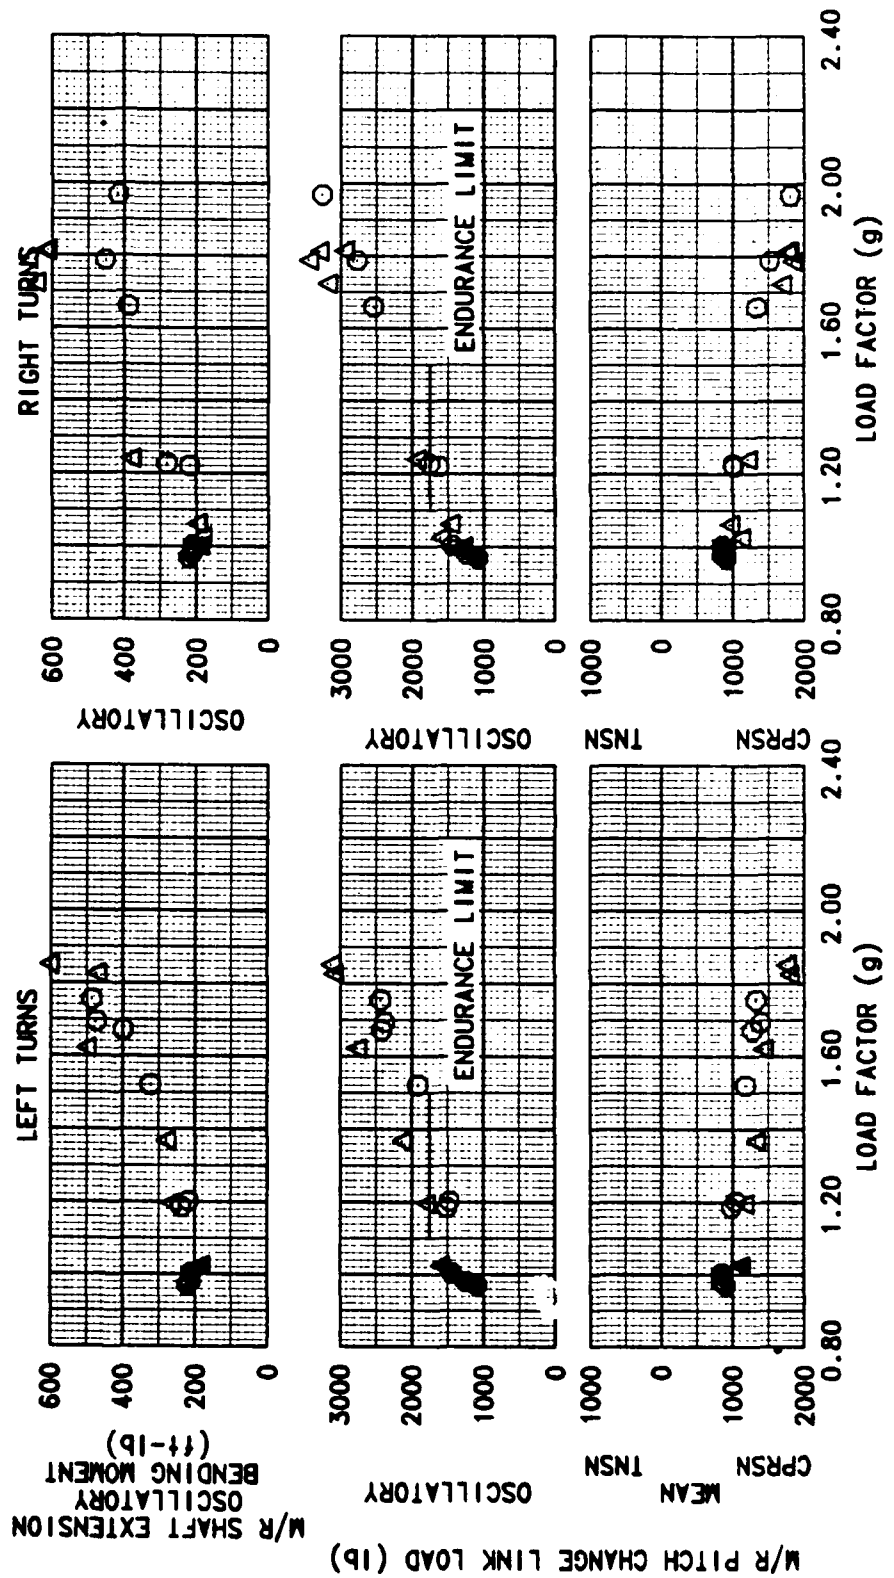 LEFT TURNS
RIGHT TURNS
M/R SHAFT EXTENSION
OSCILLATORY
BENDING MOMENT
(ft-lb)
600
400
200
0
OSCILLATORY
600
400
200
0
M/R PITCH CHANGE LINK LOAD (lb)
OSCILLATORY
3000
2000
1000
0
ENDURANCE LIMIT
OSCILLATORY
3000
2000
1000
0
ENDURANCE LIMIT
MEAN
CPRSN TNSN
1000
0
1000
2000
0.80 1.20 1.60 2.00 2.40
LOAD FACTOR (g)
CPRSN TNSN
1000
0
1000
2000
0.80 1.20 1.60 2.00 2.40
LOAD FACTOR (g)